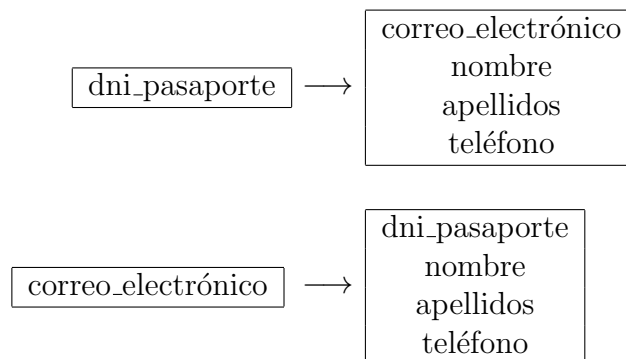 correo_electrónico
nombre
dni_pasaporte ⟶ apellidos
teléfono
dni_pasaporte
nombre
correo_electrónico ⟶ apellidos
teléfono